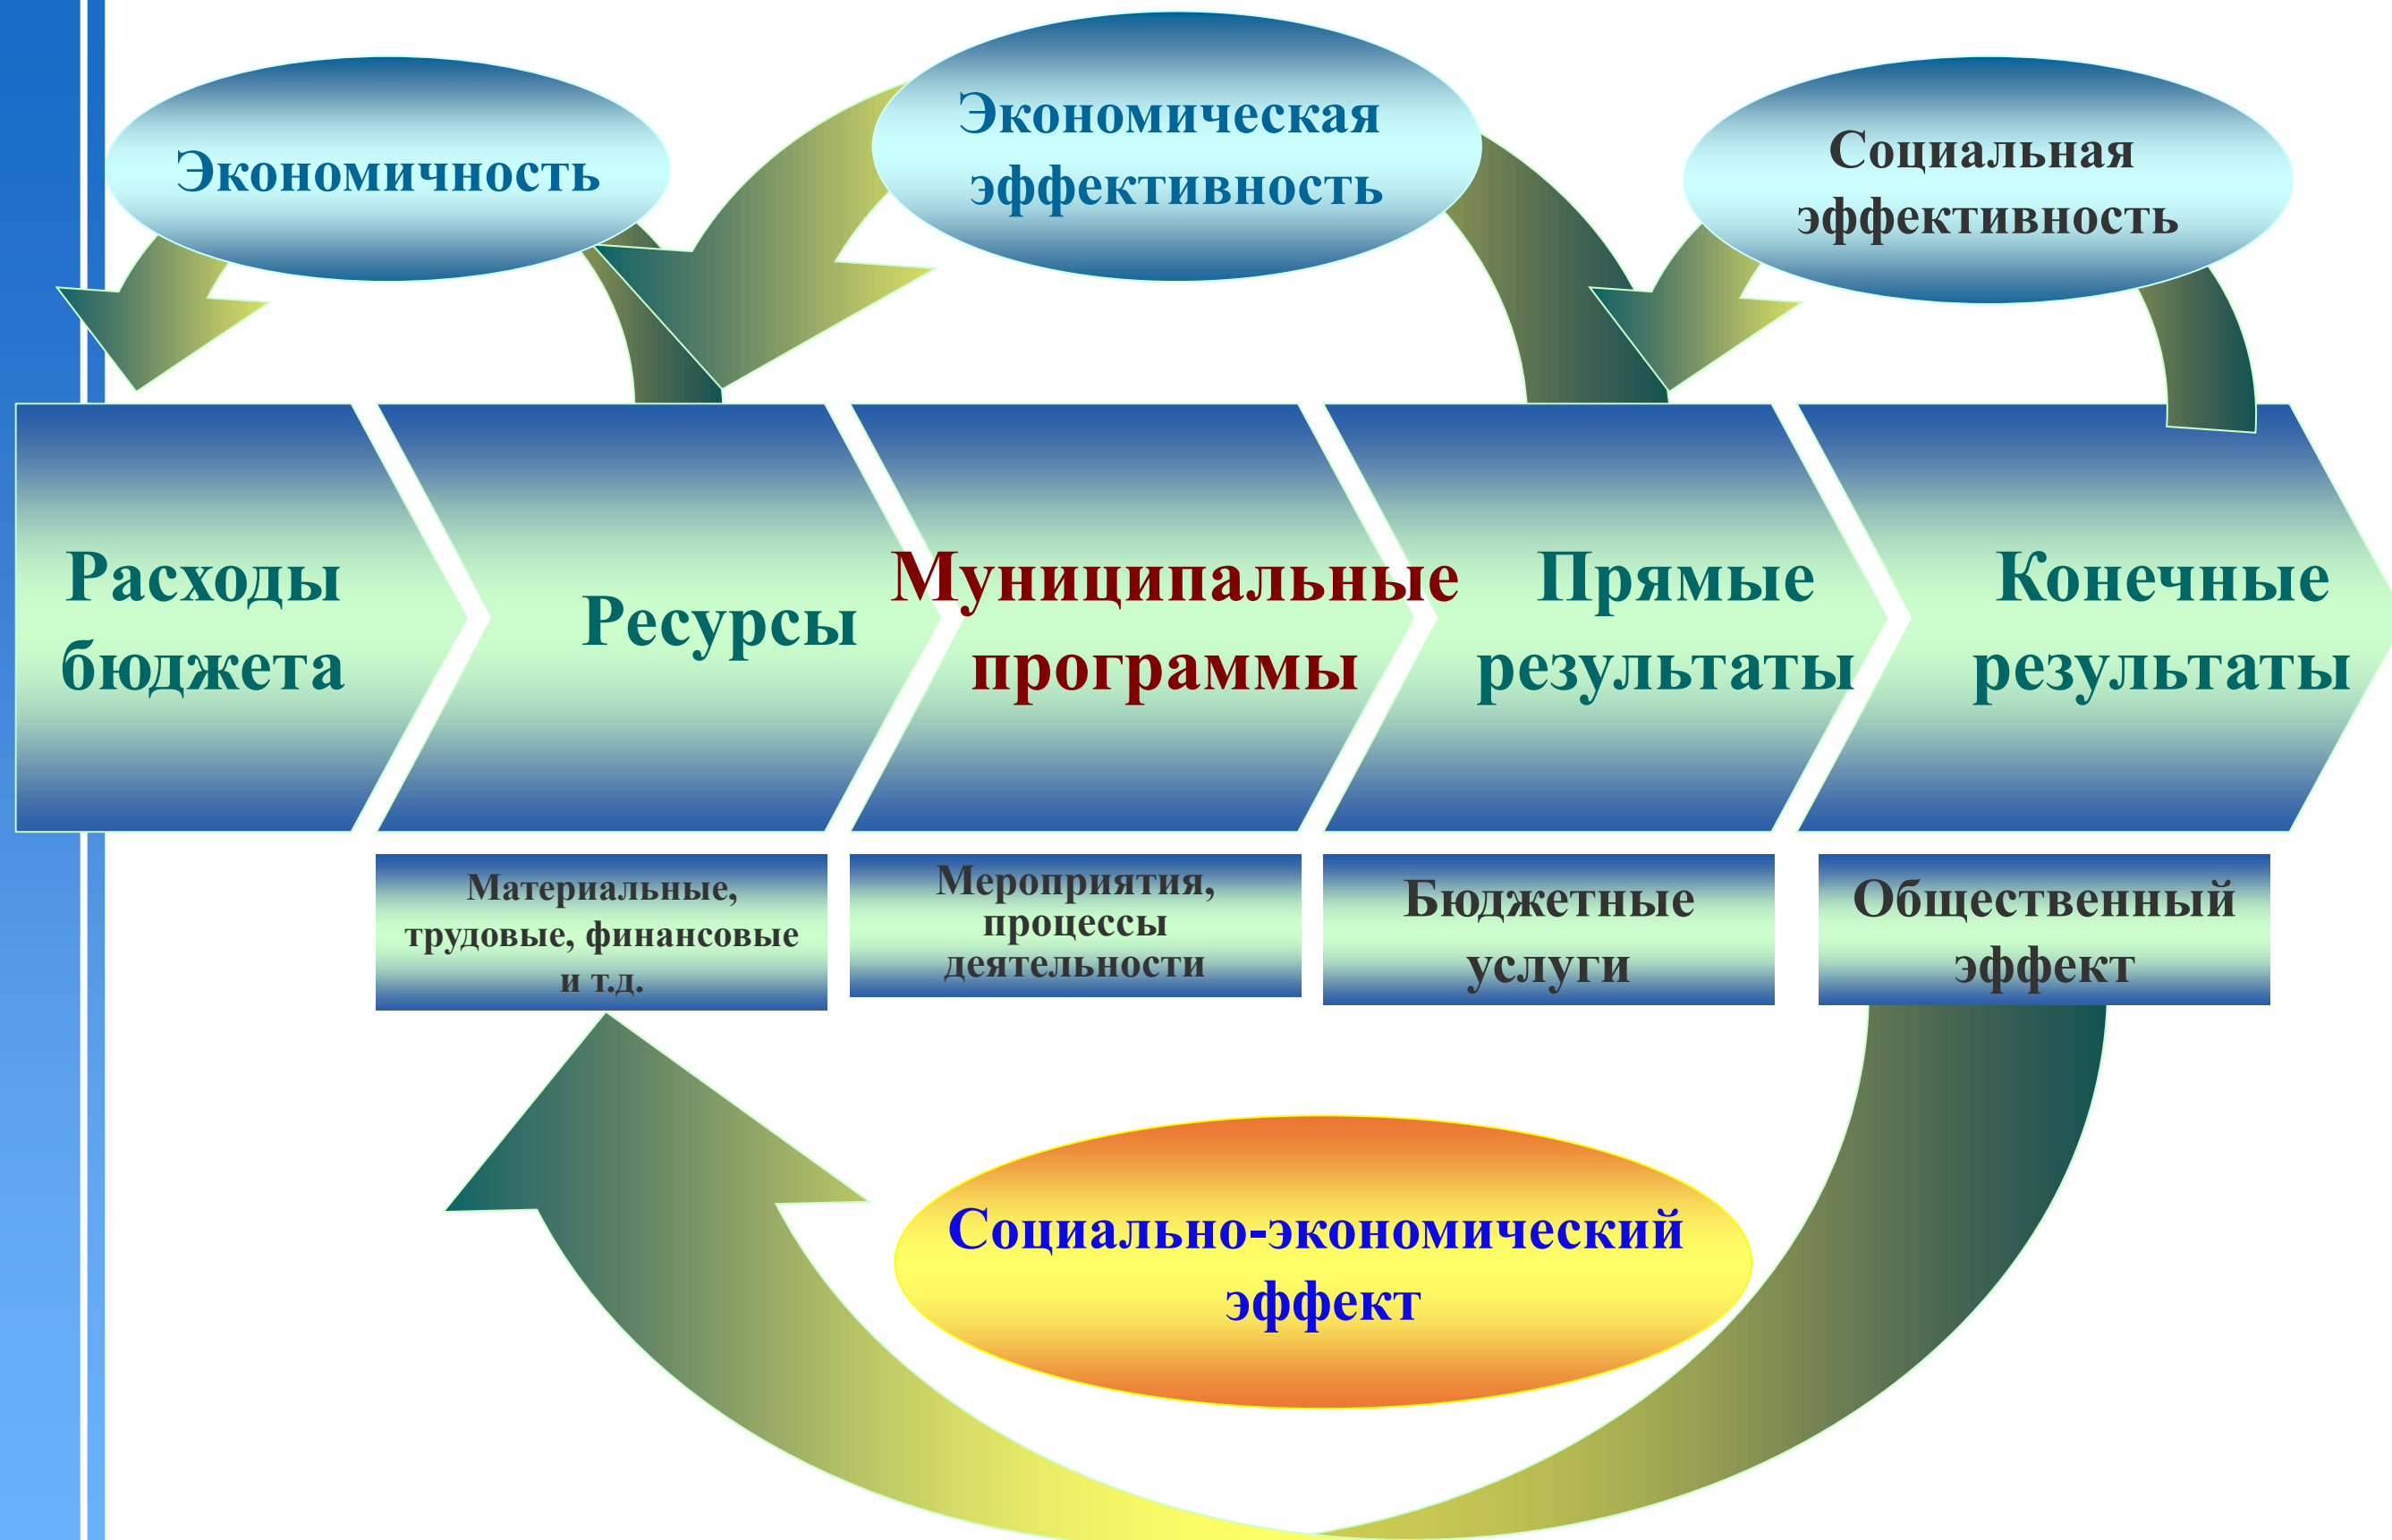 Экономичность
Экономическая
эффективность
Социальная
эффективность
Расходы
бюджета
Ресурсы
Муниципальные
программы
Прямые
результаты
Конечные
результаты
Материальные,
трудовые, финансовые
и т.д.
Мероприятия,
процессы
деятельности
Бюджетные
услуги
Общественный
эффект
Социально-экономический
эффект